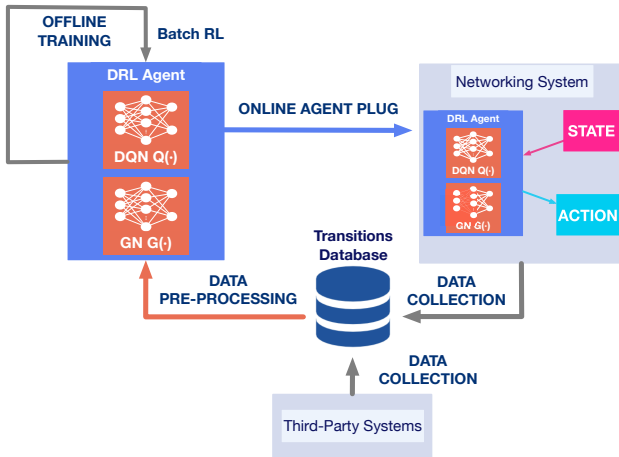 OFFLINE
TRAINING
Batch RL
DRL Agent
DQN Q(·)
GN G(·)
ONLINE AGENT PLUG
Networking System
DRL Agent
DQN Q(·)
GN G(·)
STATE
ACTION
Transitions
Database
DATA
PRE-PROCESSING
DATA
COLLECTION
DATA
COLLECTION
Third-Party Systems